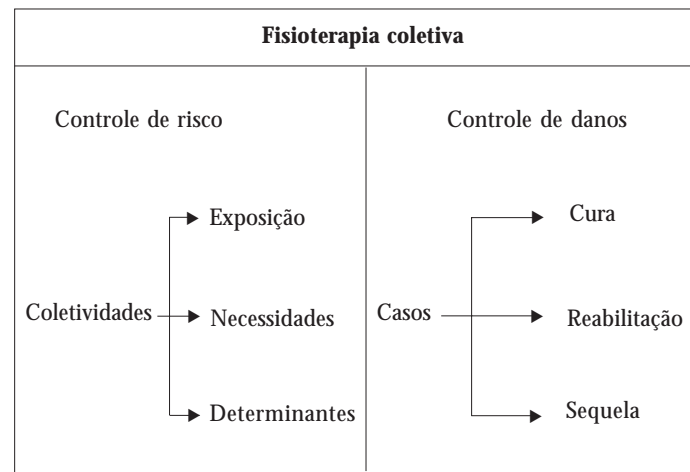 Fisioterapia coletiva
Controle de risco
Controle de danos
Exposição
Coletividades
Necessidades
Determinantes
Cura
Casos
Reabilitação
Sequela